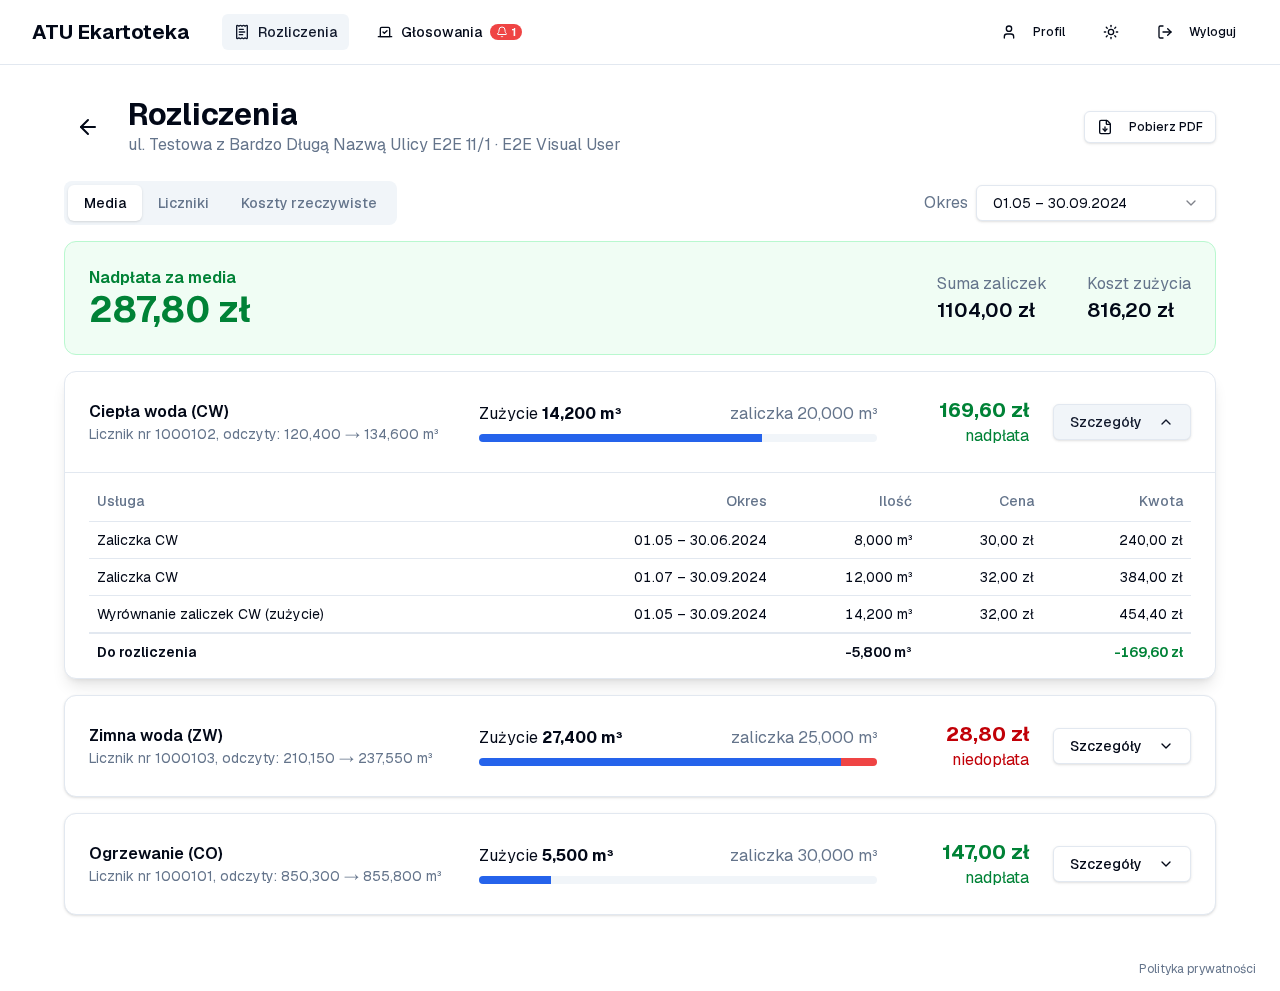 ATU Ekartoteka
Rozliczenia
Głosowania 1
Profil
Wyloguj
Rozliczenia
ul. Testowa z Bardzo Długą Nazwą Ulicy E2E 11/1 · E2E Visual User
Pobierz PDF
Media Liczniki Koszty rzeczywiste
Okres 01.05 – 30.09.2024
Nadpłata za media
287,80 zł
Suma zaliczek
1104,00 zł
Koszt zużycia
816,20 zł
Ciepła woda (CW)
Licznik nr 1000102, odczyty: 120,400 → 134,600 m³
Zużycie 14,200 m³ zaliczka 20,000 m³
169,60 zł
nadpłata
Szczegóły
Usługa Okres Ilość Cena Kwota
Zaliczka CW 01.05 – 30.06.2024 8,000 m³ 30,00 zł 240,00 zł
Zaliczka CW 01.07 – 30.09.2024 12,000 m³ 32,00 zł 384,00 zł
Wyrównanie zaliczek CW (zużycie) 01.05 – 30.09.2024 14,200 m³ 32,00 zł 454,40 zł
Do rozliczenia -5,800 m³ -169,60 zł
Zimna woda (ZW)
Licznik nr 1000103, odczyty: 210,150 → 237,550 m³
Zużycie 27,400 m³ zaliczka 25,000 m³
28,80 zł
niedopłata
Szczegóły
Ogrzewanie (CO)
Licznik nr 1000101, odczyty: 850,300 → 855,800 m³
Zużycie 5,500 m³ zaliczka 30,000 m³
147,00 zł
nadpłata
Szczegóły
Polityka prywatności